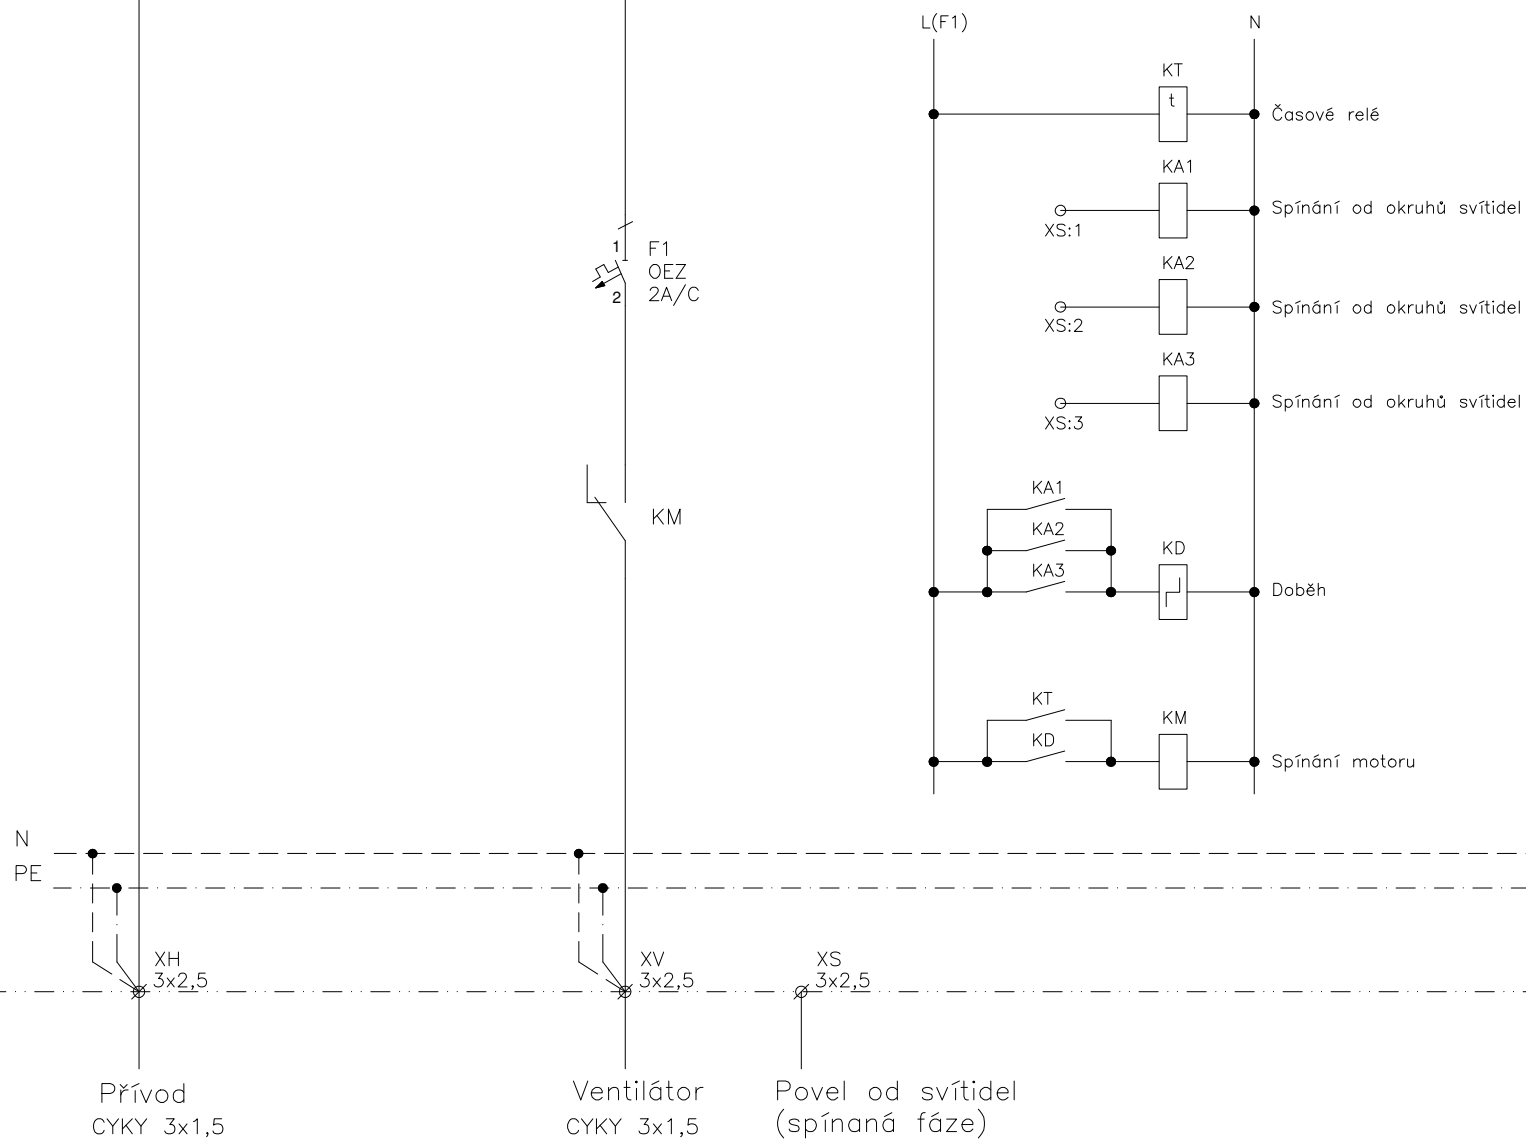 L(F1)
N
KT
t
Časové relé
KA1
Spínání od okruhů svítidel
XS:1
KA2
Spínání od okruhů svítidel
XS:2
KA3
Spínání od okruhů svítidel
XS:3
1
F1
OEZ
2
2A/C
KM
KA1
KA2
KA3
KD
Doběh
KT
KD
KM
Spínání motoru
N
PE
XH
3x2,5
XV
3x2,5
XS
3x2,5
Přívod
CYKY 3x1,5
Ventilátor
CYKY 3x1,5
Povel od svítidel
(spínaná fáze)